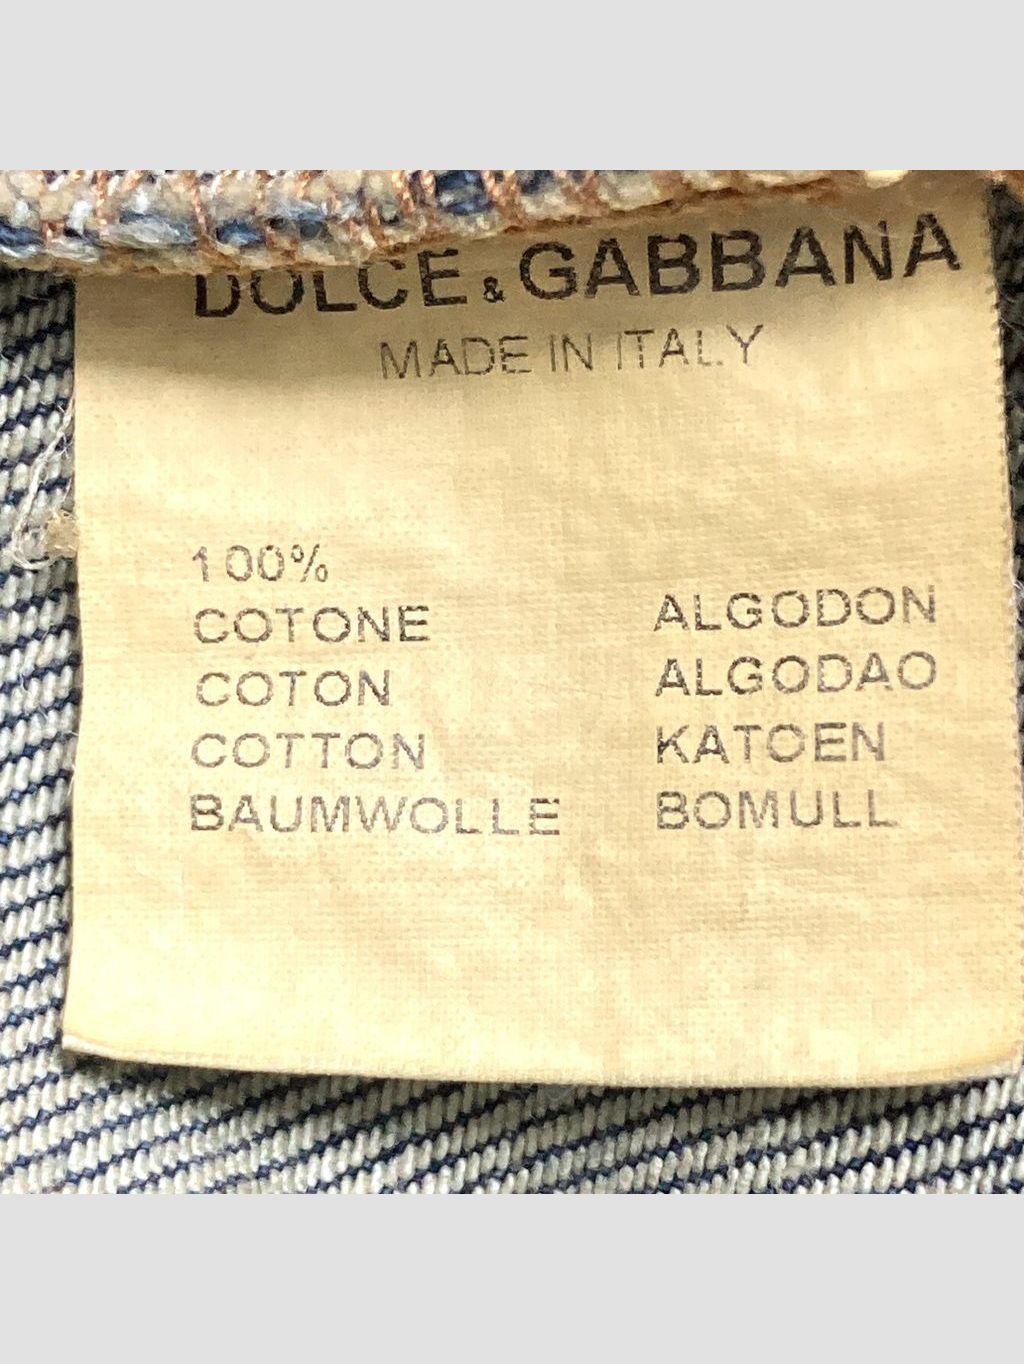 DOLCE & GABBANA
MADE IN ITALY
100%
COTONE
COTON
COTTON
BAUMWOLLE
ALGODON
ALGODAO
KATOEN
BOMULL